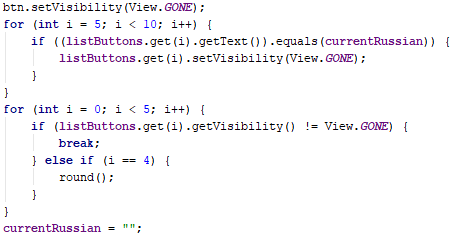 btn.setVisibility(View.GONE);
for (int i = 5; i < 10; i++) {
    if ((listButtons.get(i).getText()).equals(currentRussian)) {
        listButtons.get(i).setVisibility(View.GONE);
    }
}
for (int i = 0; i < 5; i++) {
    if (listButtons.get(i).getVisibility() != View.GONE) {
        break;
    } else if (i == 4) {
        round();
    }
}
currentRussian = "";